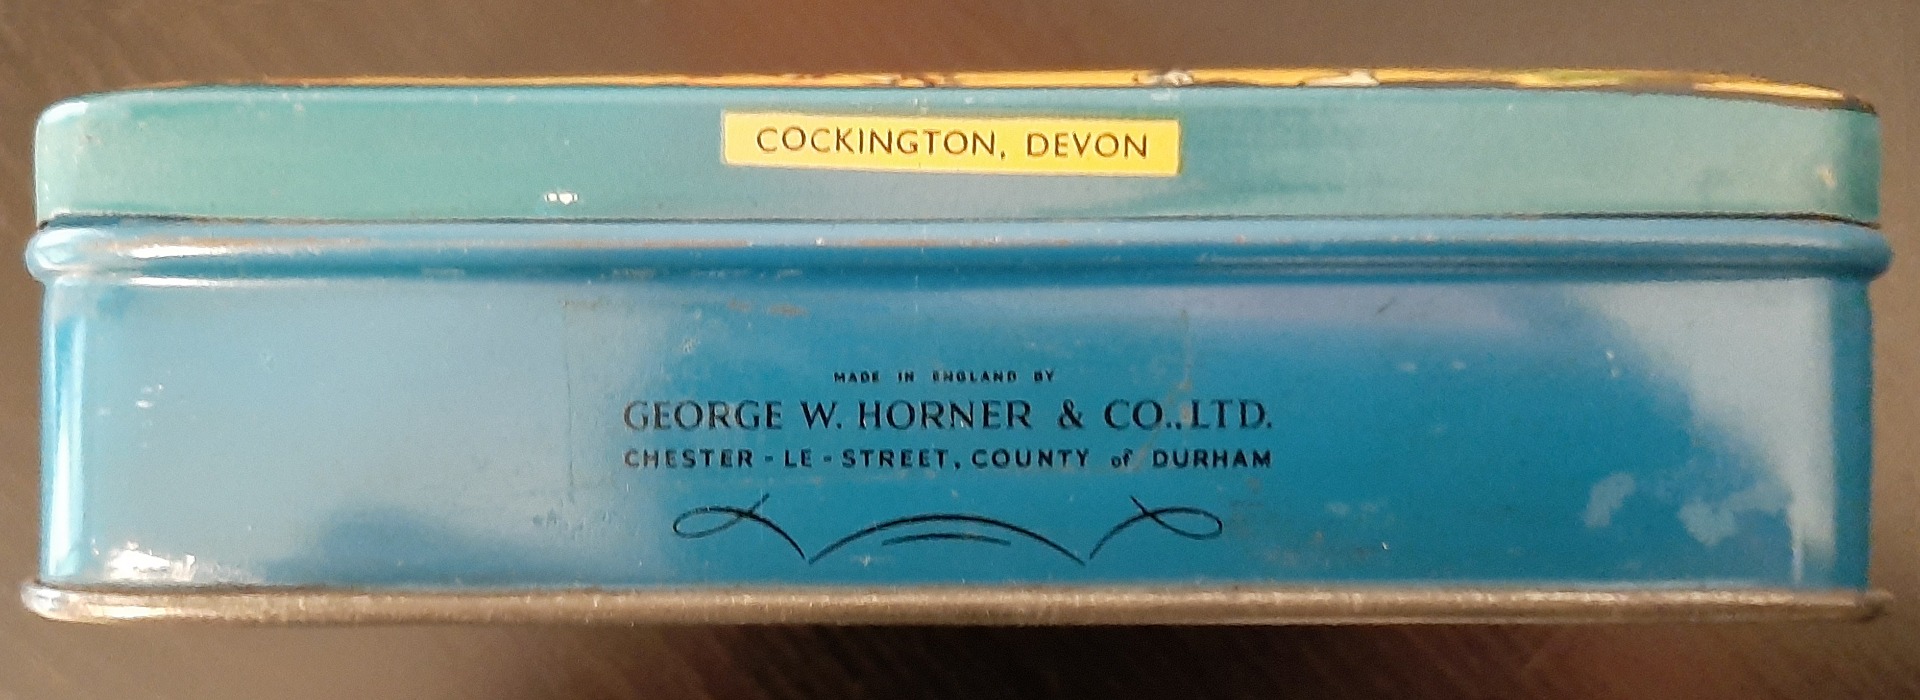 COCKINGTON, DEVON
MADE IN ENGLAND BY
GEORGE W. HORNER & CO., LTD.
CHESTER-LE-STREET, COUNTY of DURHAM